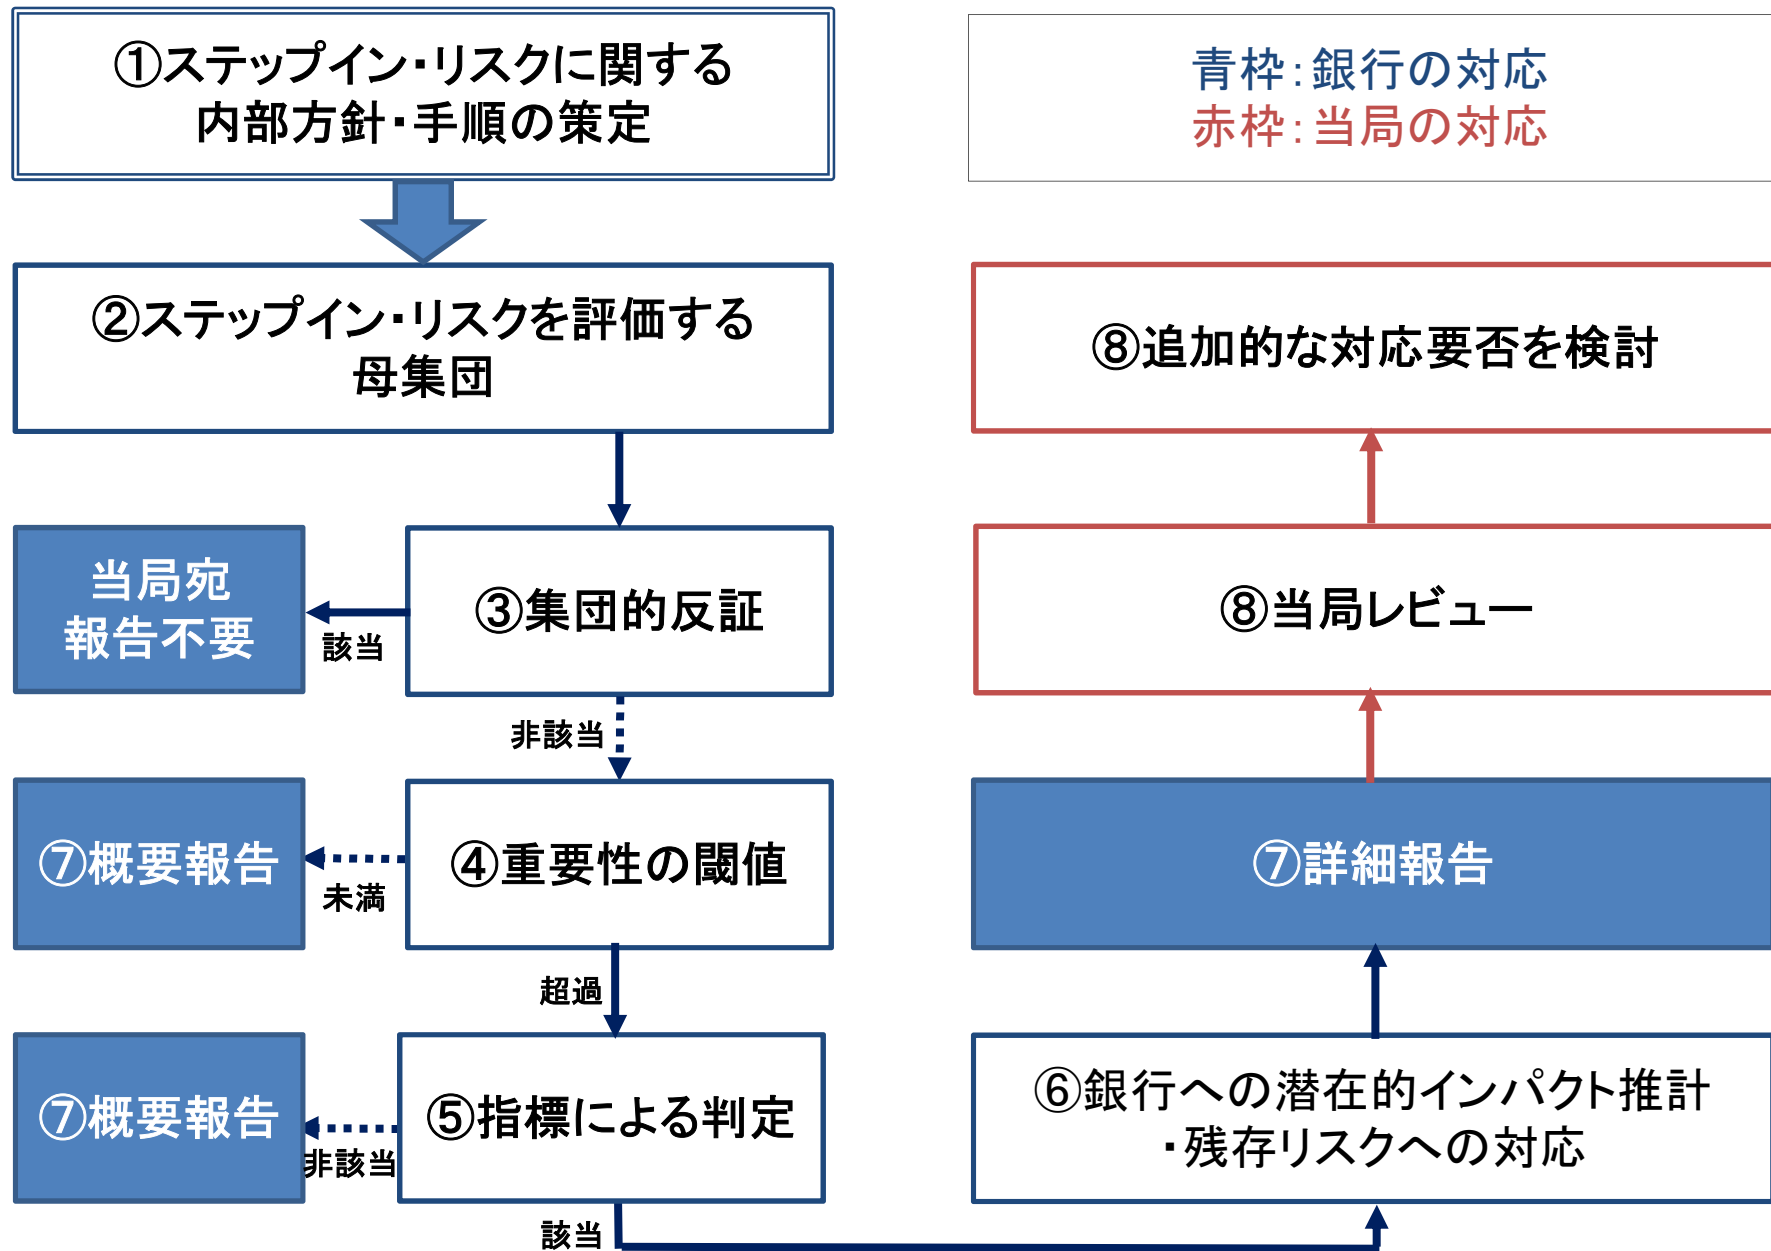 ①ステップイン・リスクに関する
内部方針・手順の策定
青枠：銀行の対応
赤枠：当局の対応
②ステップイン・リスクを評価する
母集団
⑧追加的な対応要否を検討
当局宛
報告不要
該当
③集団的反証
⑧当局レビュー
非該当
⑦概要報告
未満
④重要性の閾値
⑦詳細報告
超過
⑦概要報告
非該当
⑤指標による判定
⑥銀行への潜在的インパクト推計
・残存リスクへの対応
該当